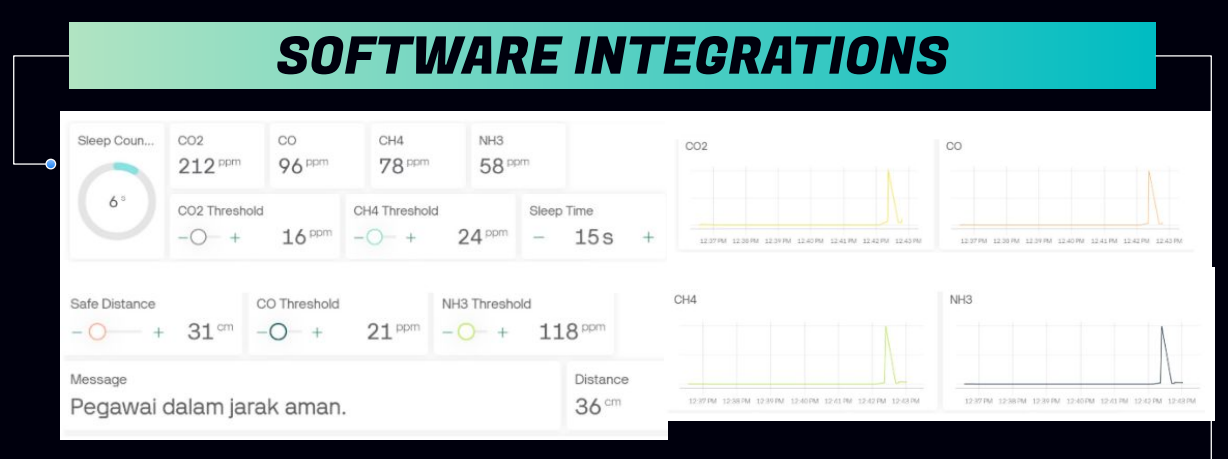 SOFTWARE INTEGRATIONS
Sleep Coun...
6 s
CO2
212 ppm
CO
96 ppm
CH4
78 ppm
NH3
58 ppm
CO2 Threshold
- + 16 ppm
CH4 Threshold
- + 24 ppm
Sleep Time
- 15 s +
Safe Distance
- + 31 cm
CO Threshold
- + 21 ppm
NH3 Threshold
- + 118 ppm
Message
Pegawai dalam jarak aman.
Distance
36 cm
CO2
12:37 PM 12:38 PM 12:39 PM 12:40 PM 12:41 PM 12:42 PM 12:43 PM
CO
12:37 PM 12:38 PM 12:39 PM 12:40 PM 12:41 PM 12:42 PM 12:43 PM
CH4
12:37 PM 12:38 PM 12:39 PM 12:40 PM 12:41 PM 12:42 PM 12:43 PM
NH3
12:37 PM 12:38 PM 12:39 PM 12:40 PM 12:41 PM 12:42 PM 12:43 PM